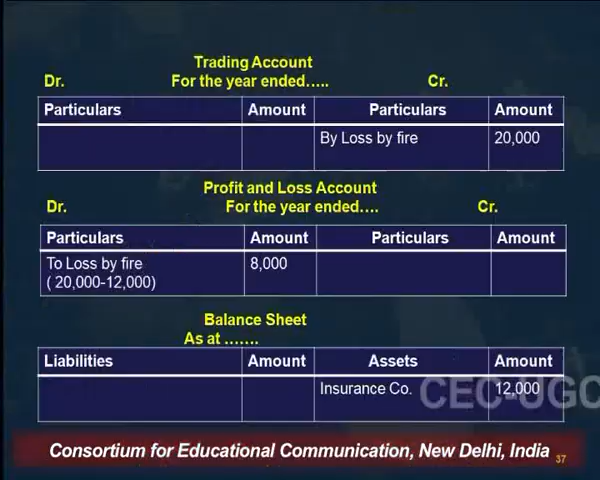 Trading Account
Dr. For the year ended..... Cr.
Particulars Amount Particulars Amount
By Loss by fire 20,000
Profit and Loss Account
Dr. For the year ended.... Cr.
Particulars Amount Particulars Amount
To Loss by fire 8,000
( 20,000-12,000)
Balance Sheet
As at .......
Liabilities Amount Assets Amount
Insurance Co. 12,000
CEC-UGC
Consortium for Educational Communication, New Delhi, India
37